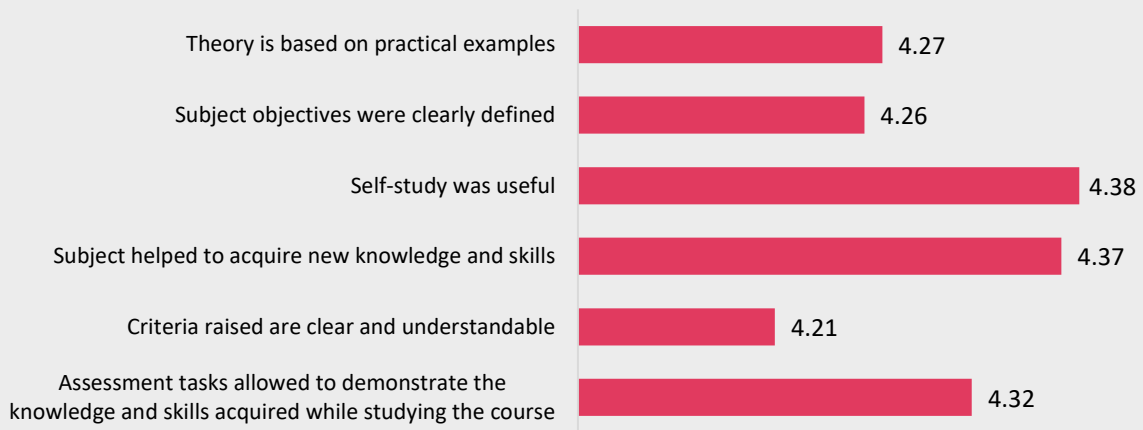 Theory is based on practical examples
4.27
Subject objectives were clearly defined
4.26
Self-study was useful
4.38
Subject helped to acquire new knowledge and skills
4.37
Criteria raised are clear and understandable
4.21
Assessment tasks allowed to demonstrate the
knowledge and skills acquired while studying the course
4.32